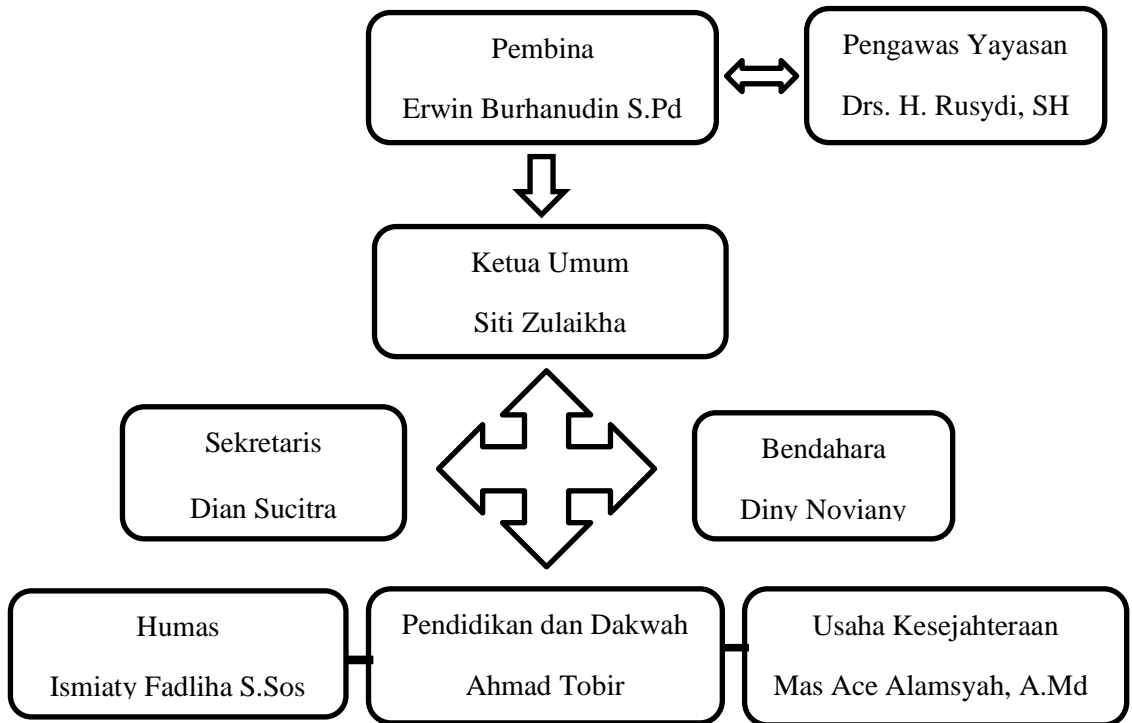 Pembina
Erwin Burhanudin S.Pd
Pengawas Yayasan
Drs. H. Rusydi, SH
Ketua Umum
Siti Zulaikha
Sekretaris
Dian Sucitra
Bendahara
Diny Noviany
Humas
Ismiaty Fadliha S.Sos
Pendidikan dan Dakwah
Ahmad Tobir
Usaha Kesejahteraan
Mas Ace Alamsyah, A.Md